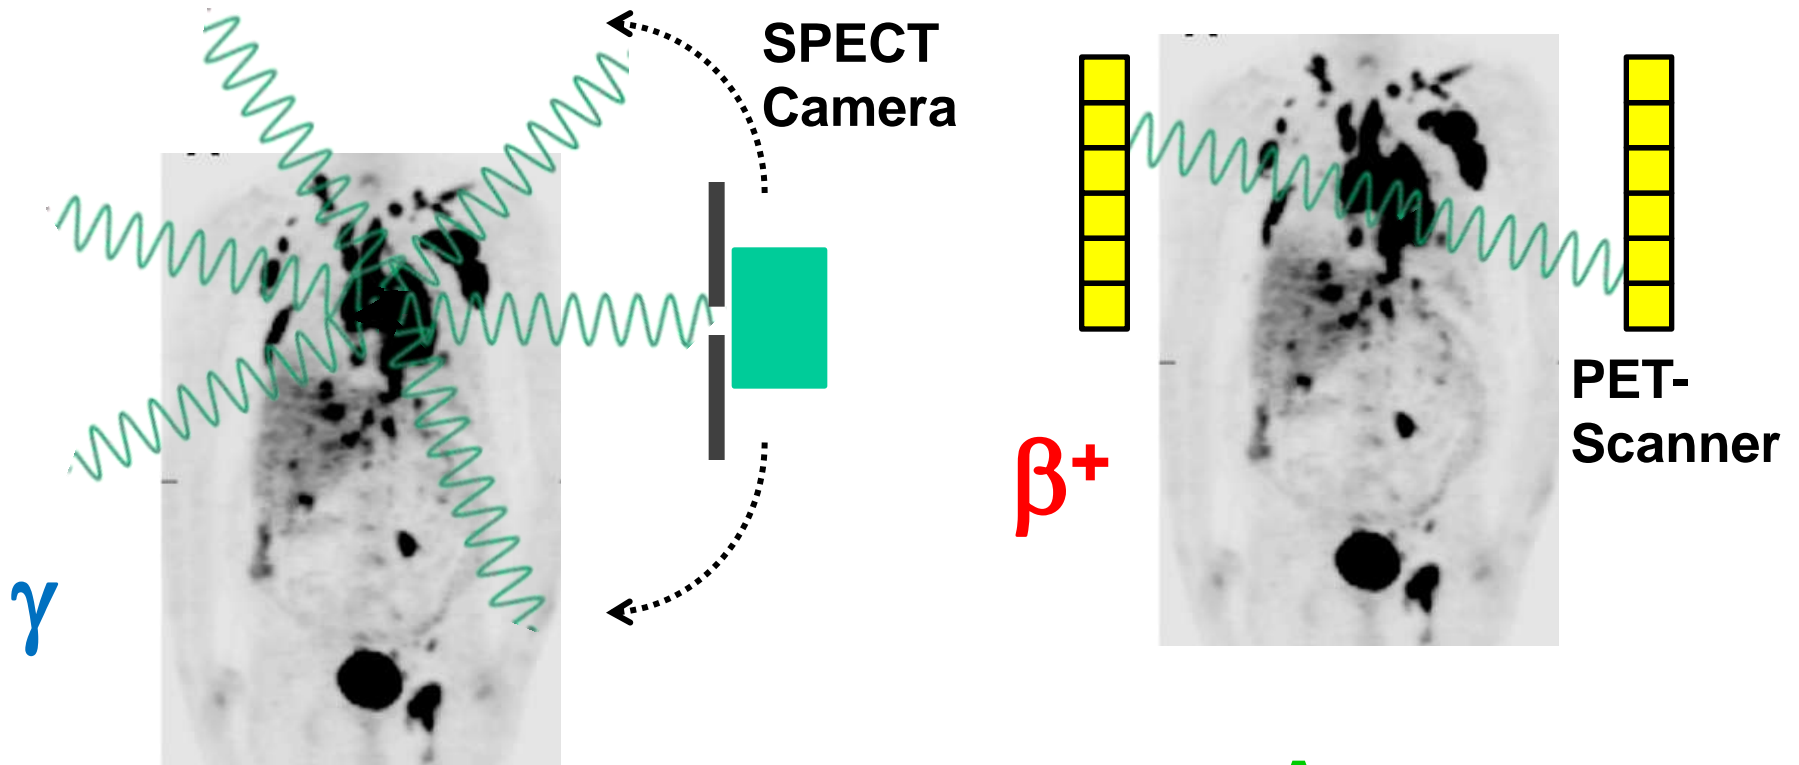 SPECT
Camera
γ
β+
PET-
Scanner